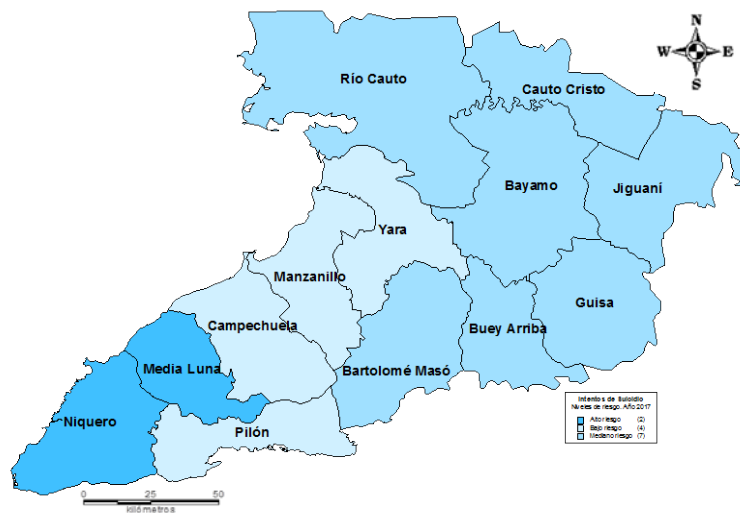 N
W E
S
Río Cauto
Cauto Cristo
Bayamo
Jiguaní
Yara
Manzanillo
Guisa
Campechuela
Buey Arriba
Media Luna
Bartolomé Masó
Niquero
Pilón
Intentos de Suicidio
Niveles de riesgo. Año 2017
Alto riesgo (2)
Bajo riesgo (4)
Mediano riesgo (7)
0 25 50
kilómetros